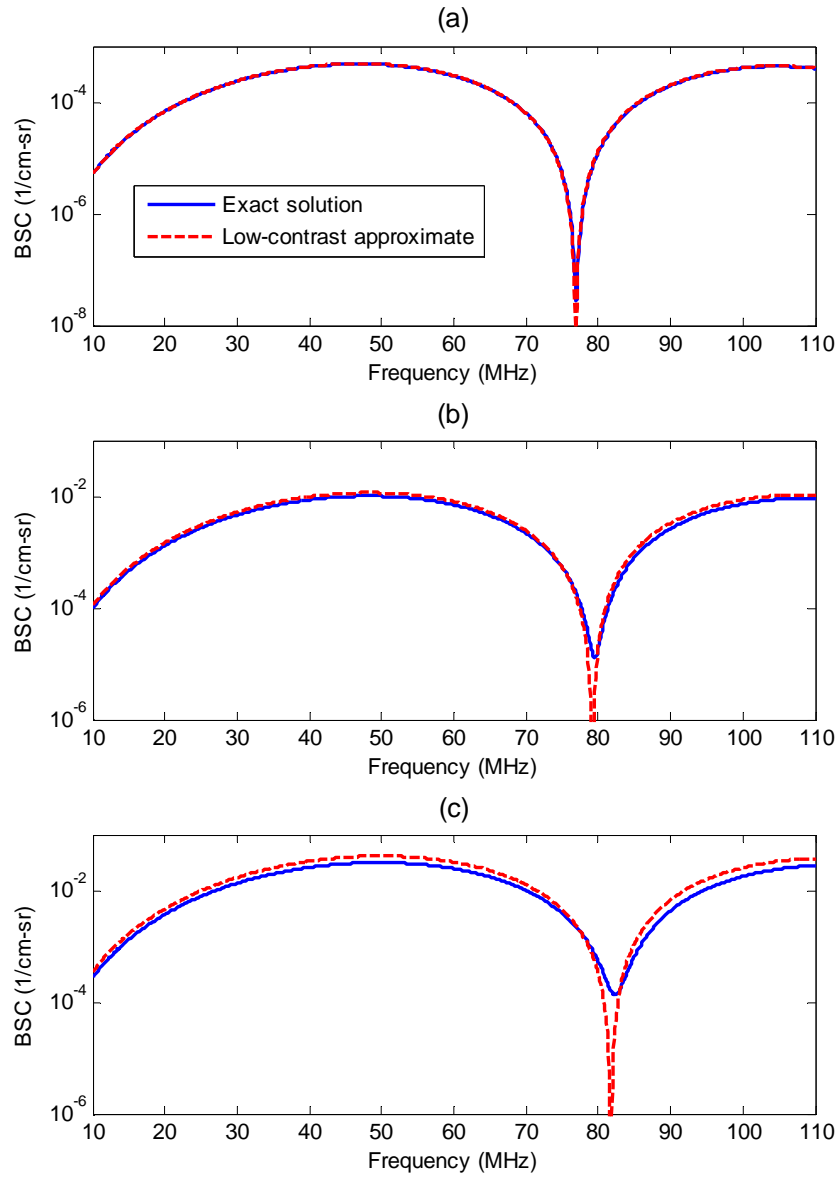 (a)
10^-4
10^-6
10^-8
BSC (1/cm-sr)
Exact solution
Low-contrast approximate
10 20 30 40 50 60 70 80 90 100 110
Frequency (MHz)
(b)
10^-2
10^-4
10^-6
BSC (1/cm-sr)
10 20 30 40 50 60 70 80 90 100 110
Frequency (MHz)
(c)
10^-2
10^-4
10^-6
BSC (1/cm-sr)
10 20 30 40 50 60 70 80 90 100 110
Frequency (MHz)